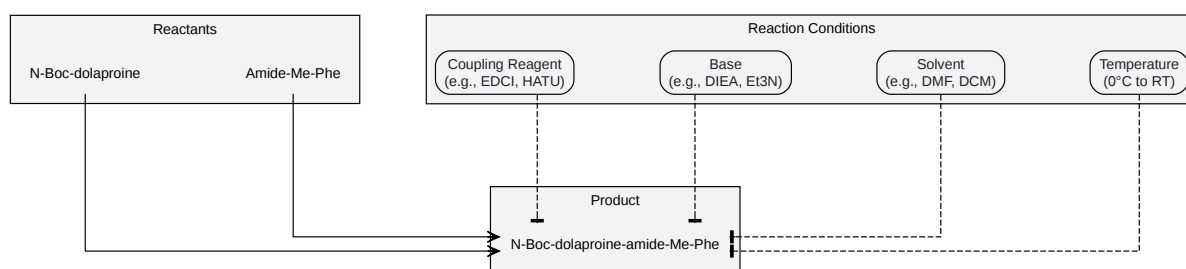 Reactants
N-Boc-dolaproine
Amide-Me-Phe
Reaction Conditions
Coupling Reagent
(e.g., EDCI, HATU)
Base
(e.g., DIEA, Et3N)
Solvent
(e.g., DMF, DCM)
Temperature
(0°C to RT)
Product
N-Boc-dolaproine-amide-Me-Phe